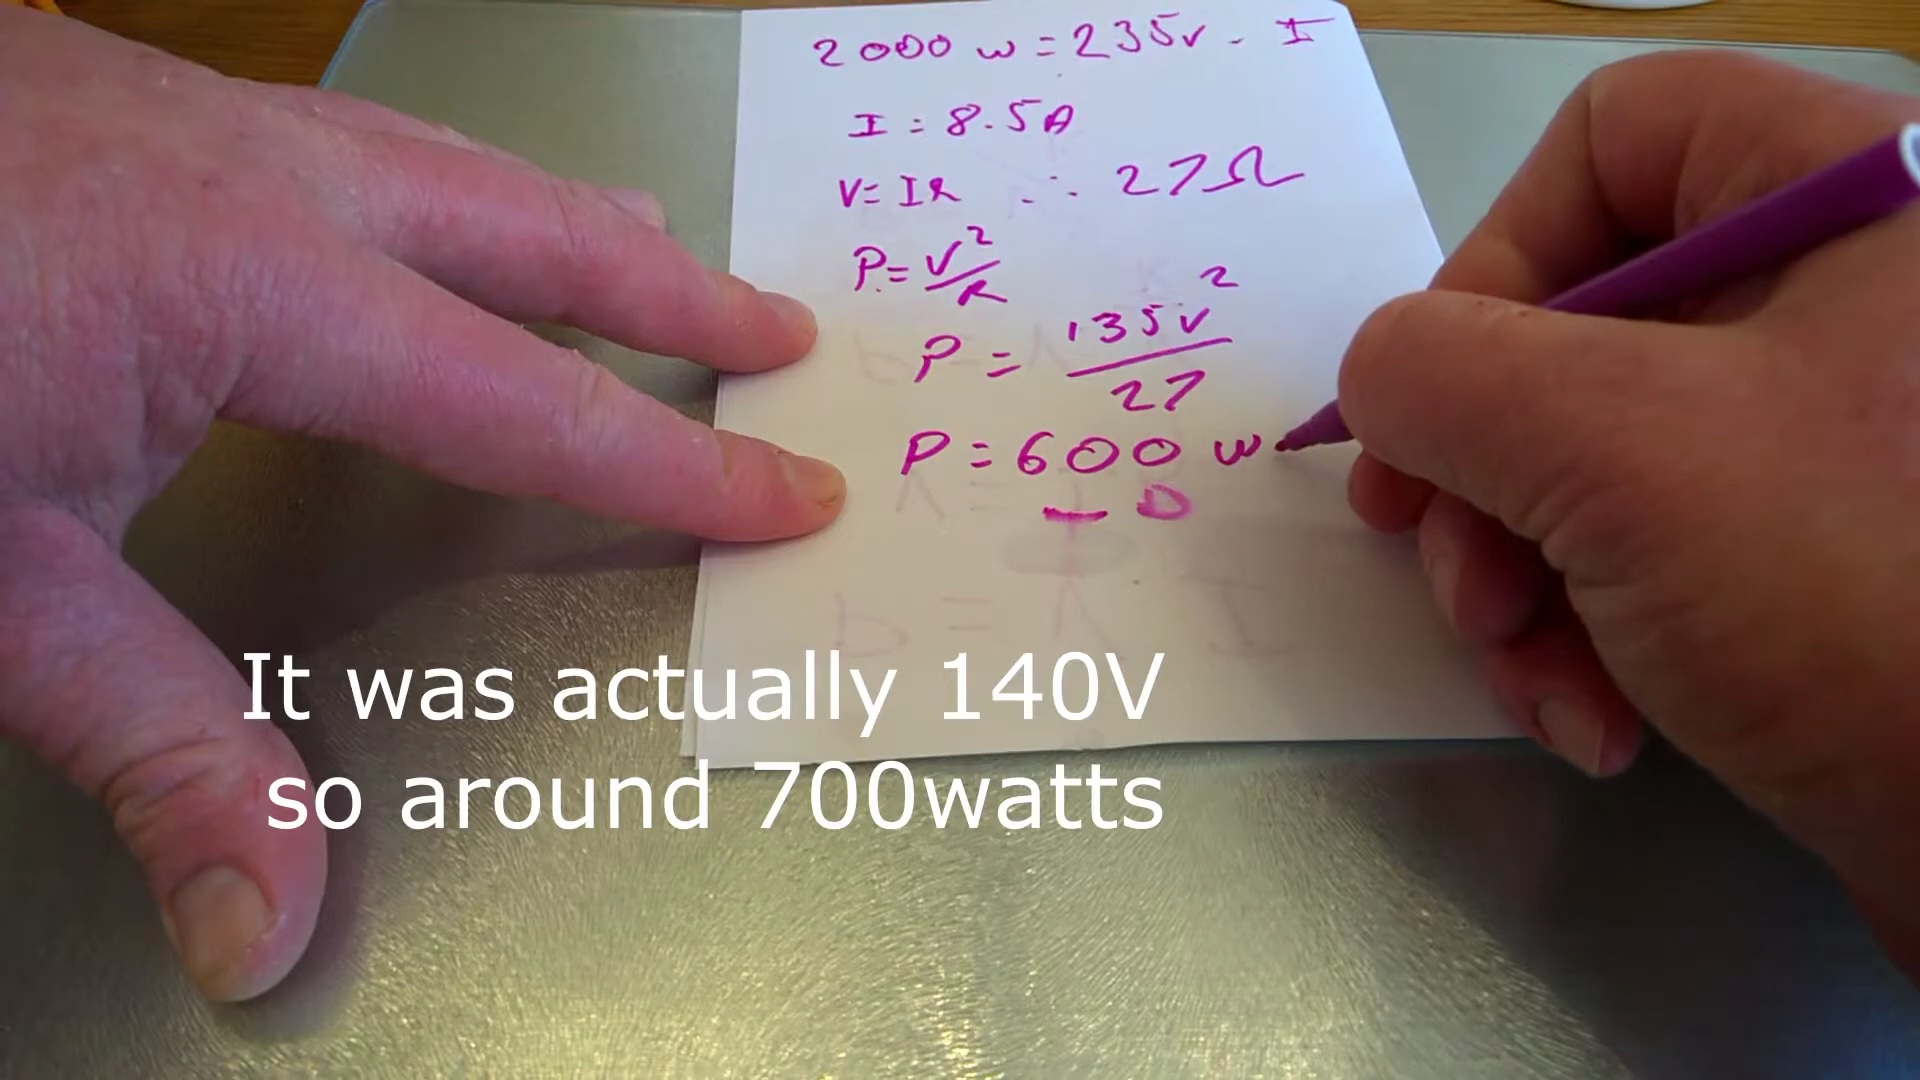 2000 w = 235v - I
I = 8.5A
V = IR ∴ 27Ω
P = V²/R
P = 135v²/27
P = 600 w
It was actually 140V
so around 700watts